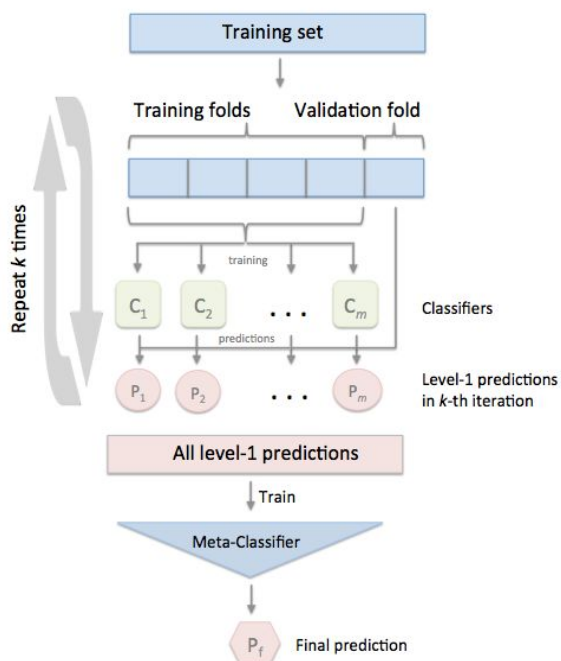 Training set
Training folds Validation fold
Repeat k times
training
C1 C2 ... Cm Classifiers
predictions
P1 P2 ... Pm Level-1 predictions
in k-th iteration
All level-1 predictions
Train
Meta-Classifier
Pf Final prediction